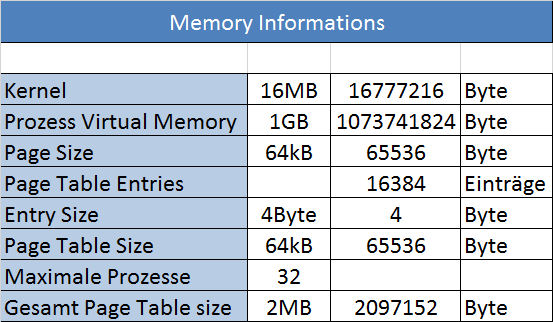 Memory Informations
Kernel 16MB 16777216 Byte
Prozess Virtual Memory 1GB 1073741824 Byte
Page Size 64kB 65536 Byte
Page Table Entries 16384 Einträge
Entry Size 4Byte 4 Byte
Page Table Size 64kB 65536 Byte
Maximale Prozesse 32
Gesamt Page Table size 2MB 2097152 Byte